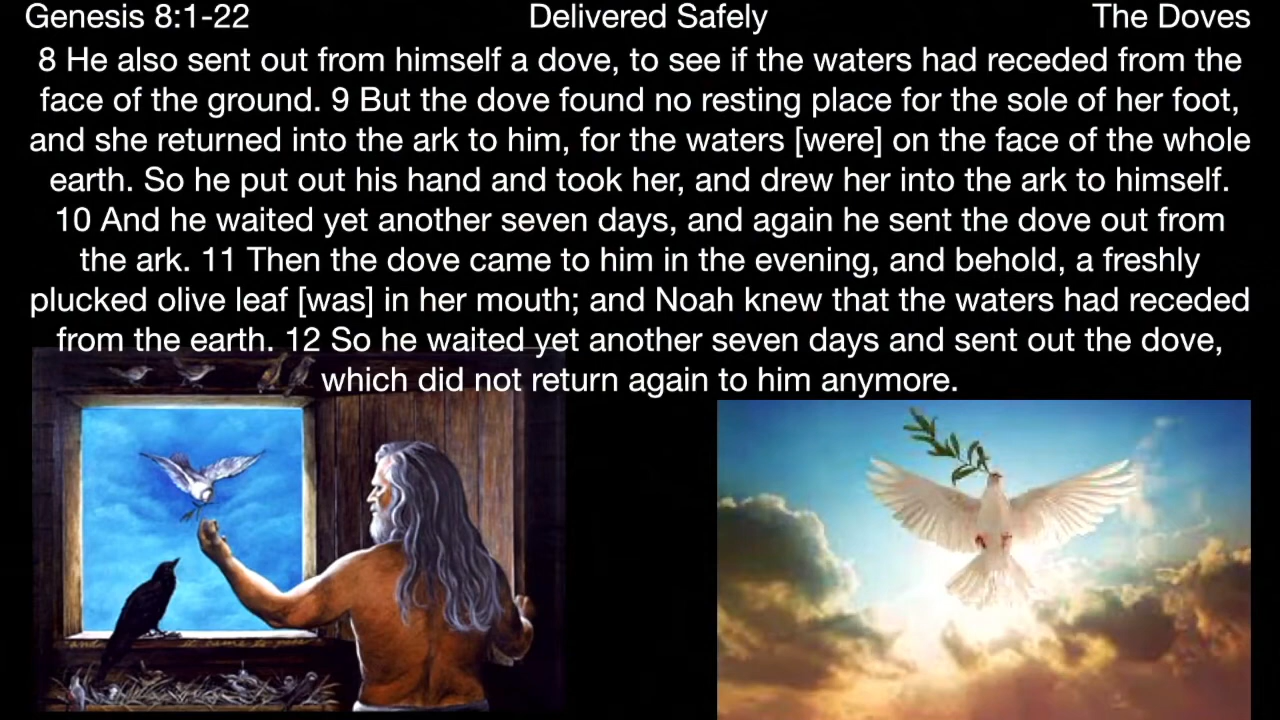 Genesis 8:1-22 Delivered Safely The Doves
8 He also sent out from himself a dove, to see if the waters had receded from the
face of the ground. 9 But the dove found no resting place for the sole of her foot,
and she returned into the ark to him, for the waters [were] on the face of the whole
earth. So he put out his hand and took her, and drew her into the ark to himself.
10 And he waited yet another seven days, and again he sent the dove out from
the ark. 11 Then the dove came to him in the evening, and behold, a freshly
plucked olive leaf [was] in her mouth; and Noah knew that the waters had receded
from the earth. 12 So he waited yet another seven days and sent out the dove,
which did not return again to him anymore.